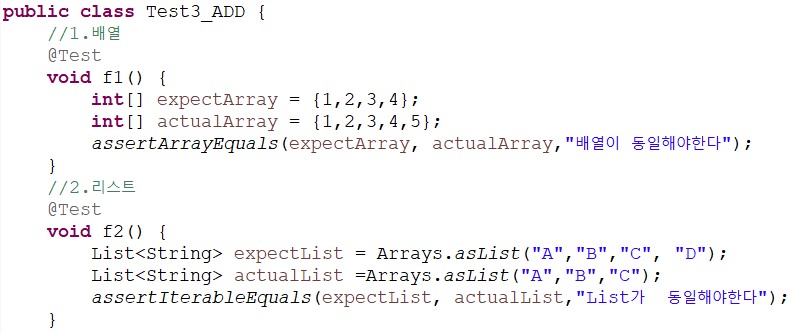 public class Test3_ADD {
//1.배열
@Test
void f1() {
int[] expectArray = {1,2,3,4};
int[] actualArray = {1,2,3,4,5};
assertArrayEquals(expectArray, actualArray,"배열이 동일해야한다");
}
//2.리스트
@Test
void f2() {
List<String> expectList = Arrays.asList("A","B","C", "D");
List<String> actualList =Arrays.asList("A","B","C");
assertIterableEquals(expectList, actualList,"List가  동일해야한다");
}